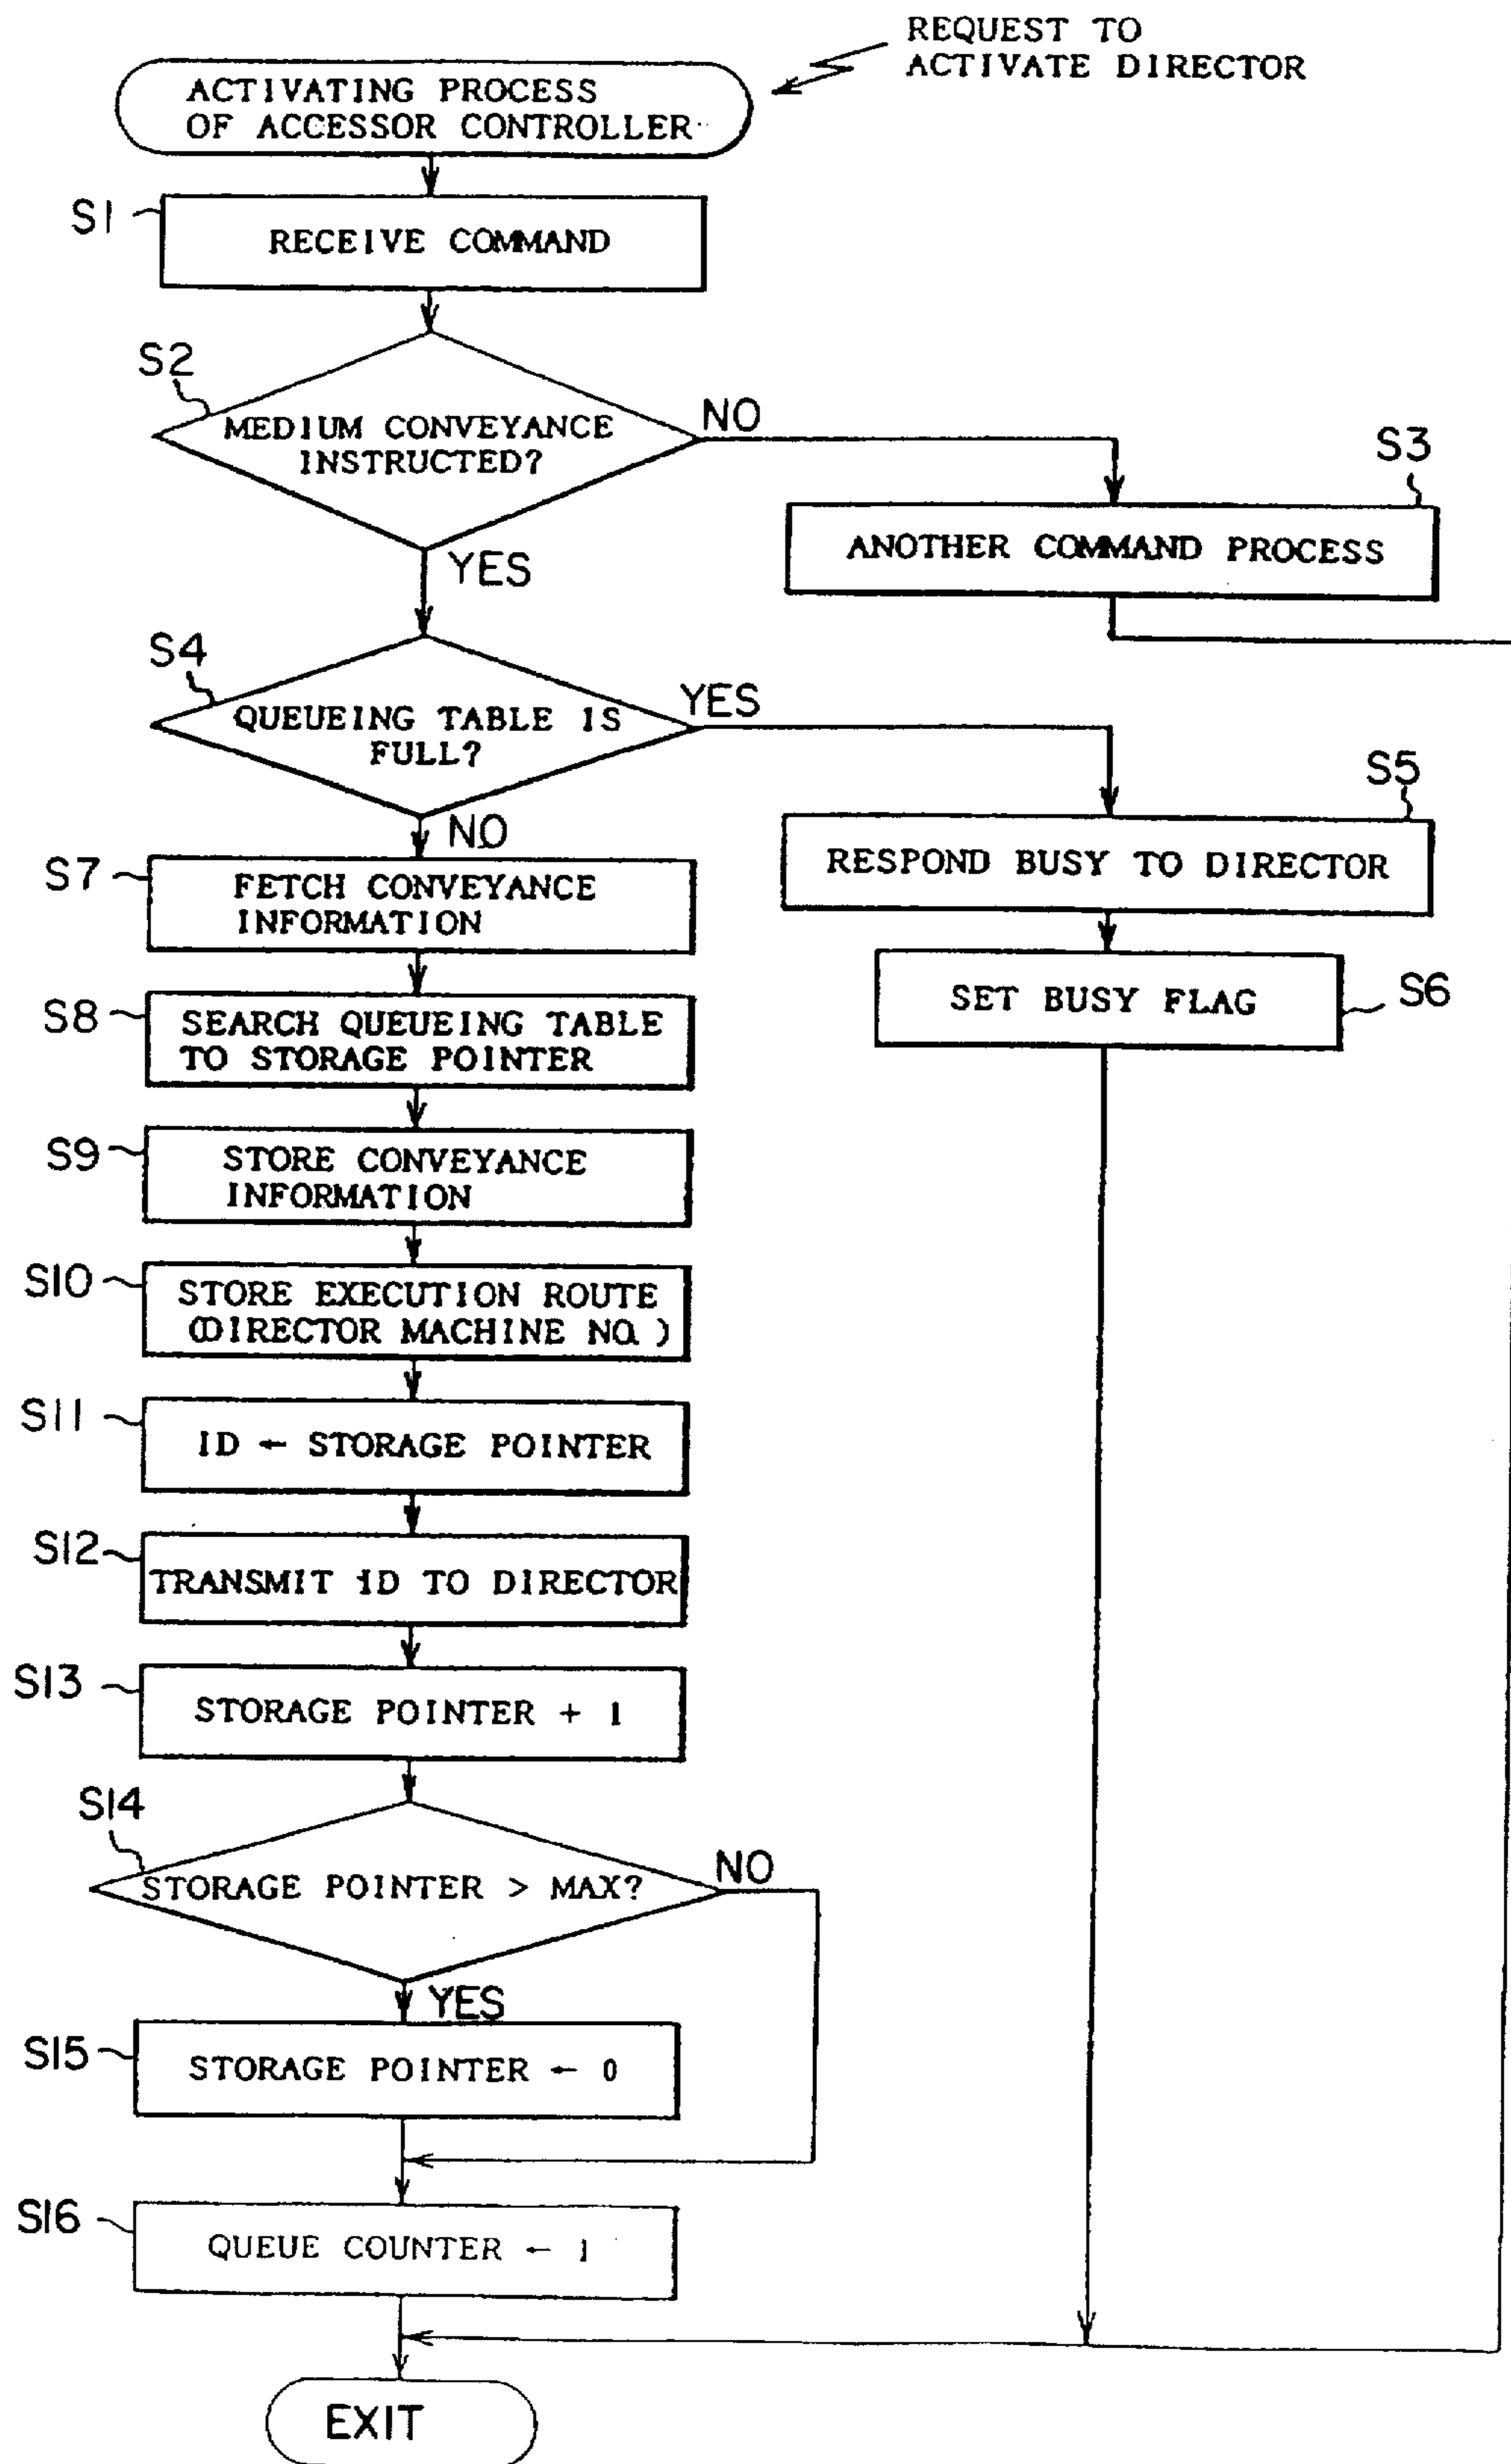 REQUEST TO
ACTIVATE DIRECTOR
ACTIVATING PROCESS
OF ACCESSOR CONTROLLER
S1
RECEIVE COMMAND
S2
MEDIUM CONVEYANCE
INSTRUCTED?
NO
YES
S3
ANOTHER COMMAND PROCESS
S4
QUEUEING TABLE IS
FULL?
YES
NO
S5
RESPOND BUSY TO DIRECTOR
S6
SET BUSY FLAG
S7
FETCH CONVEYANCE
INFORMATION
S8
SEARCH QUEUEING TABLE
TO STORAGE POINTER
S9
STORE CONVEYANCE
INFORMATION
S10
STORE EXECUTION ROUTE
(DIRECTOR MACHINE NO.)
S11
ID ← STORAGE POINTER
S12
TRANSMIT ID TO DIRECTOR
S13
STORAGE POINTER + 1
S14
STORAGE POINTER > MAX?
NO
YES
S15
STORAGE POINTER ← 0
S16
QUEUE COUNTER ← 1
EXIT